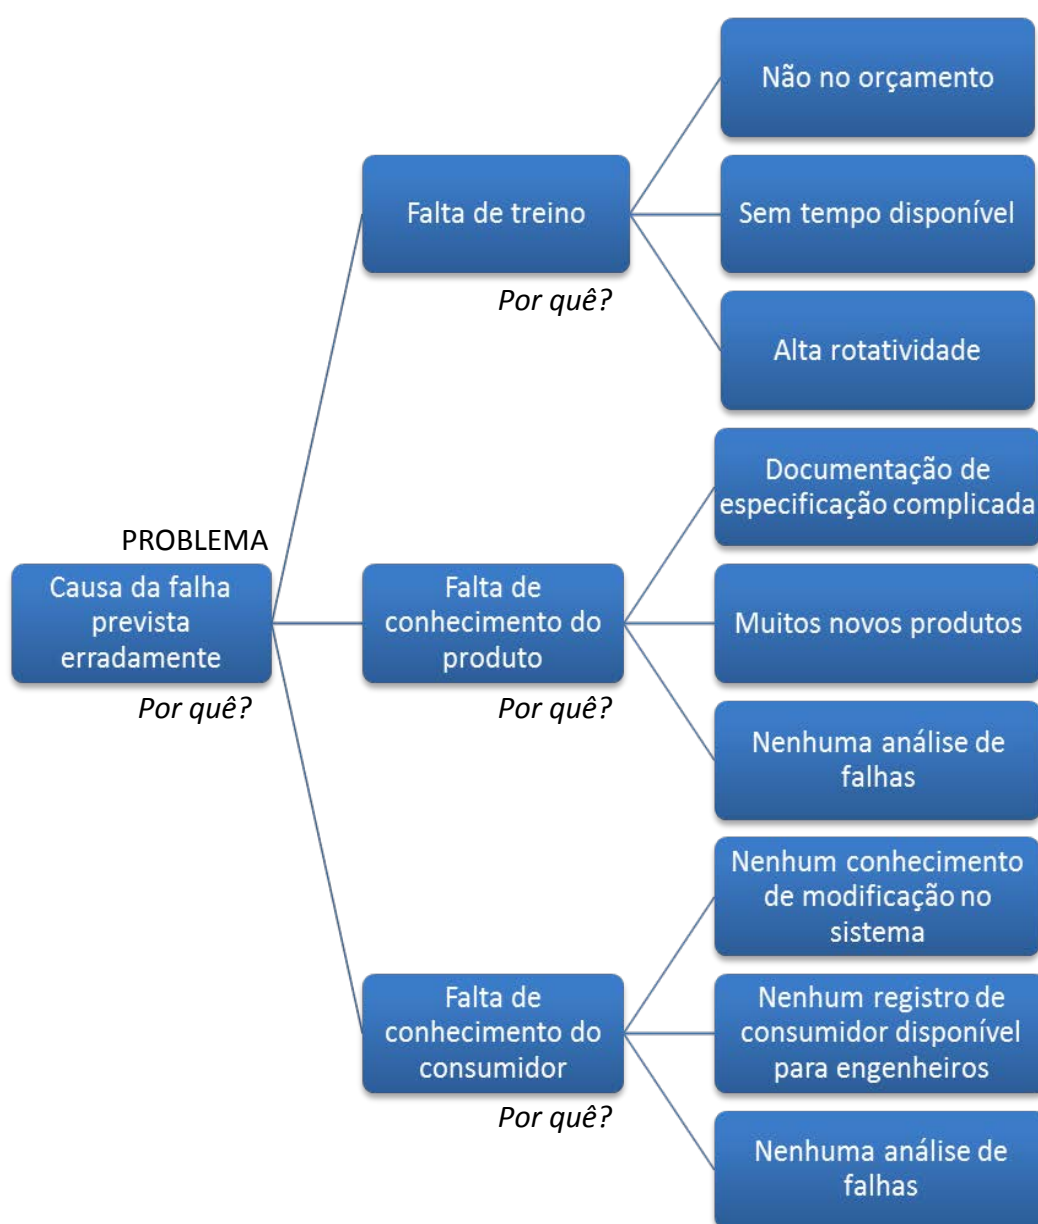 Não no orçamento
Falta de treino
Sem tempo disponível
Por quê?
Alta rotatividade
Documentação de
especificação complicada
PROBLEMA
Causa da falha
prevista
erradamente
Por quê?
Falta de
conhecimento do
produto
Por quê?
Muitos novos produtos
Nenhuma análise de
falhas
Nenhum conhecimento
de modificação no
sistema
Falta de
conhecimento do
consumidor
Por quê?
Nenhum registro de
consumidor disponível
para engenheiros
Nenhuma análise de
falhas